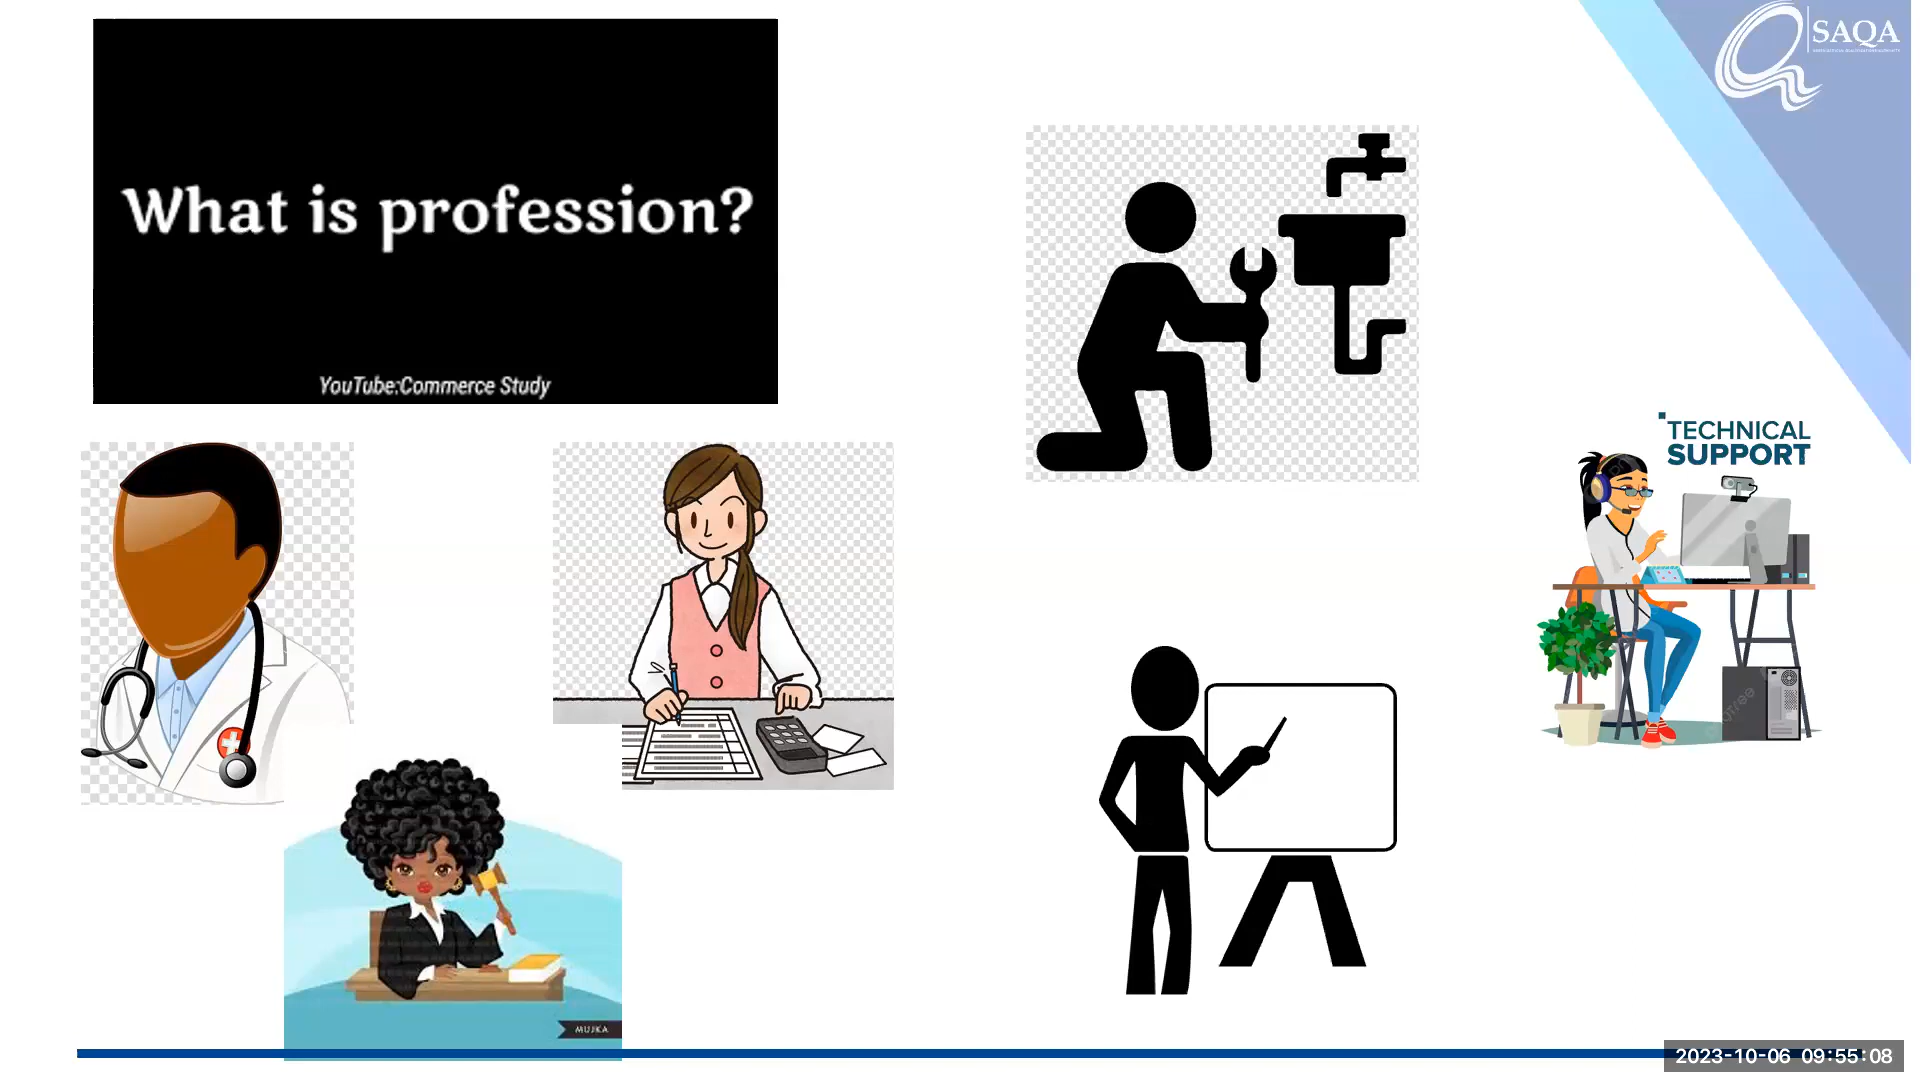 SAQA
What is profession?
YouTube:Commerce Study
TECHNICAL
SUPPORT
MUJKA
2023-10-06 09:55:08